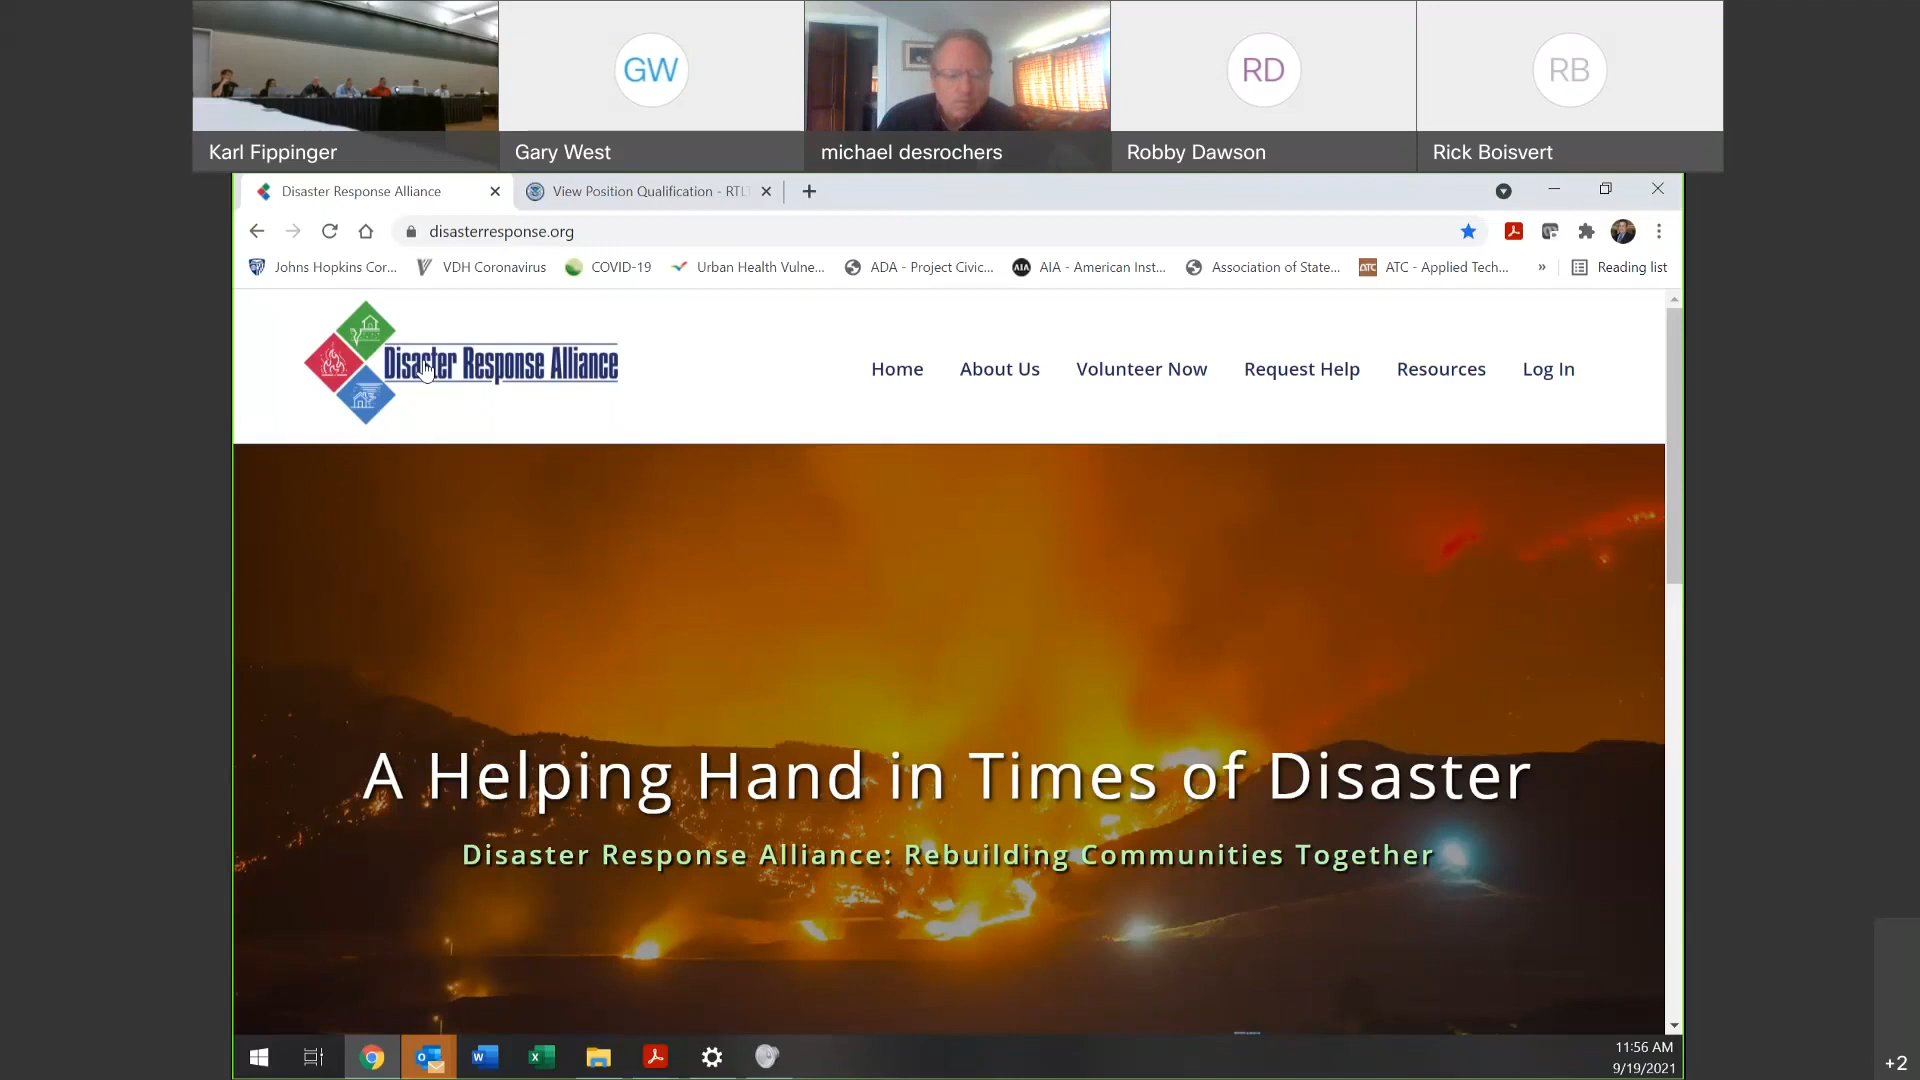 GW
RD
RB
Karl Fippinger
Gary West
michael desrochers
Robby Dawson
Rick Boisvert
Disaster Response Alliance
View Position Qualification - RTLT
disasterresponse.org
Johns Hopkins Cor...
VDH Coronavirus
COVID-19
Urban Health Vulne...
ADA - Project Civic...
AIA
AIA - American Inst...
Association of State...
ATC
ATC - Applied Tech...
»
Reading list
Disaster Response Alliance
Home
About Us
Volunteer Now
Request Help
Resources
Log In
A Helping Hand in Times of Disaster
Disaster Response Alliance: Rebuilding Communities Together
11:56 AM
9/19/2021
+2